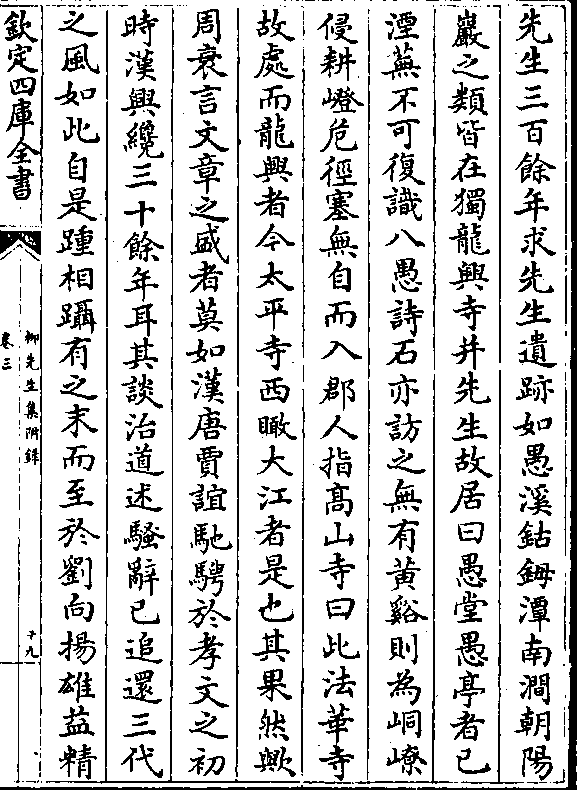 先生三百餘年求先生遺跡如愚溪鈷鉧潭南澗朝陽
巖之類皆在獨龍興寺并先生故居曰愚堂愚亭者已
湮蕪不可復識八愚詩石亦訪之無有黃谿則為峒獠
侵耕嶝危徑塞無自而入郡人指髙山寺曰此法華寺
故處而龍興者今太平寺西瞰大江者是也其果然歟
周衰言文章之盛者莫如漢唐賈誼馳騁於孝文之初
時漢興纔三十餘年耳其談治道述騷辭已追還三代
之風如此自是踵相躡有之末而至於劉向揚雄益精
欽定四庫全書
柳先生集附錄
卷三
十九